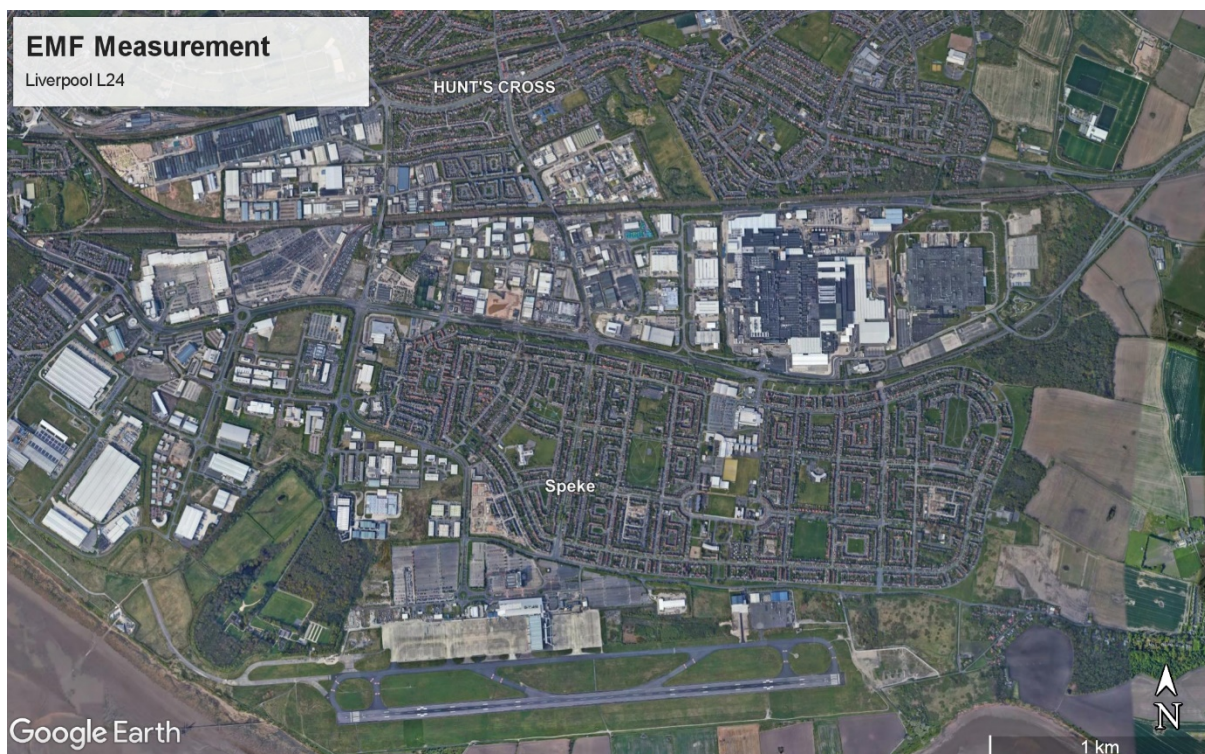 EMF Measurement
Liverpool L24
HUNT'S CROSS
Speke
Google Earth
N
1 km